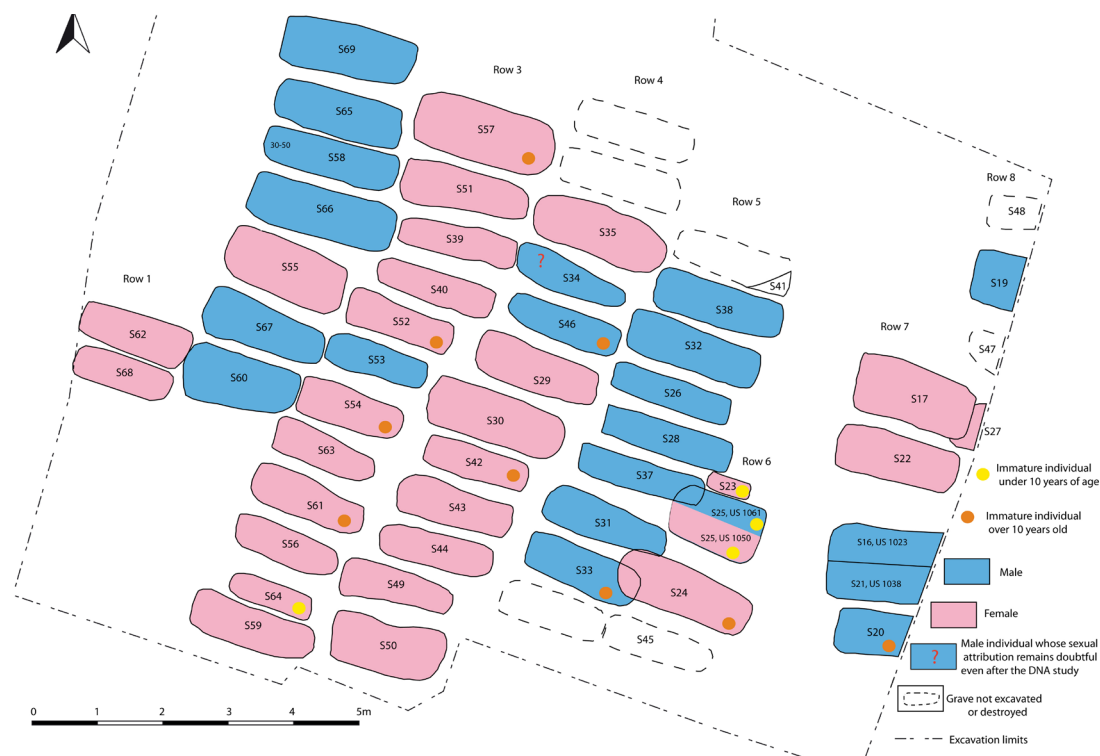 S69
Row 3
Row 4
S65
S57
30-50
S58
S51
Row 8
S48
S66
S35
Row 5
S39
S55
?
S34
S19
Row 1
S40
S41
S38
S62
S67
S52
S46
S32
Row 7
S47
S68
S53
S29
S60
S26
S17
S54
S30
S28
S27
S63
S42
S37
Row 6
S23
S22
Immature individual
under 10 years of age
S61
S43
S31
S25, US 1061
S25, US 1050
Immature individual
over 10 years old
S56
S44
S33
S16, US 1023
Male
S64
S49
S24
S21, US 1038
S59
S50
S45
S20
Female
?
Male individual whose sexual
attribution remains doubtful
even after the DNA study
Grave not excavated
or destroyed
0 1 2 3 4 5m
Excavation limits